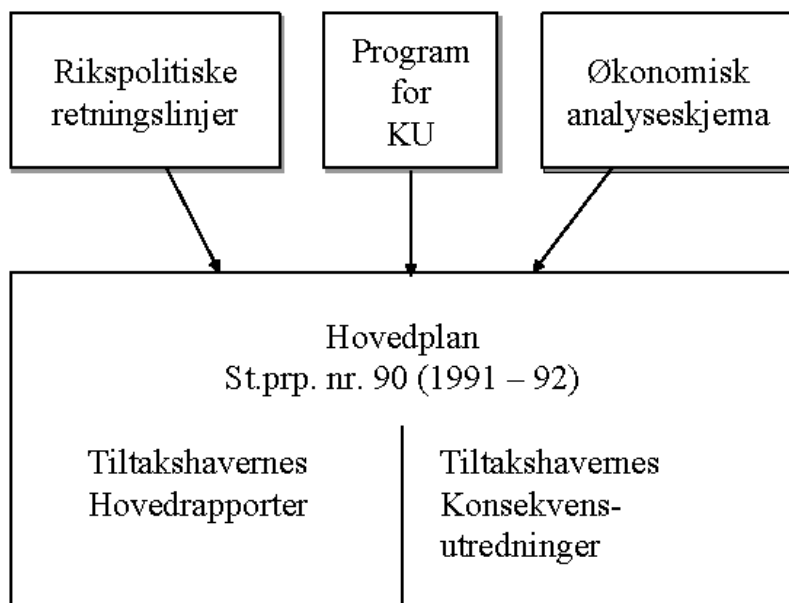 Rikspolitiske
retningslinjer
Program
for
KU
Økonomisk
analyseskjema
Hovedplan
St.prp. nr. 90 (1991 – 92)
Tiltakshavernes
Hovedrapporter
Tiltakshavernes
Konsekvens-
utredninger